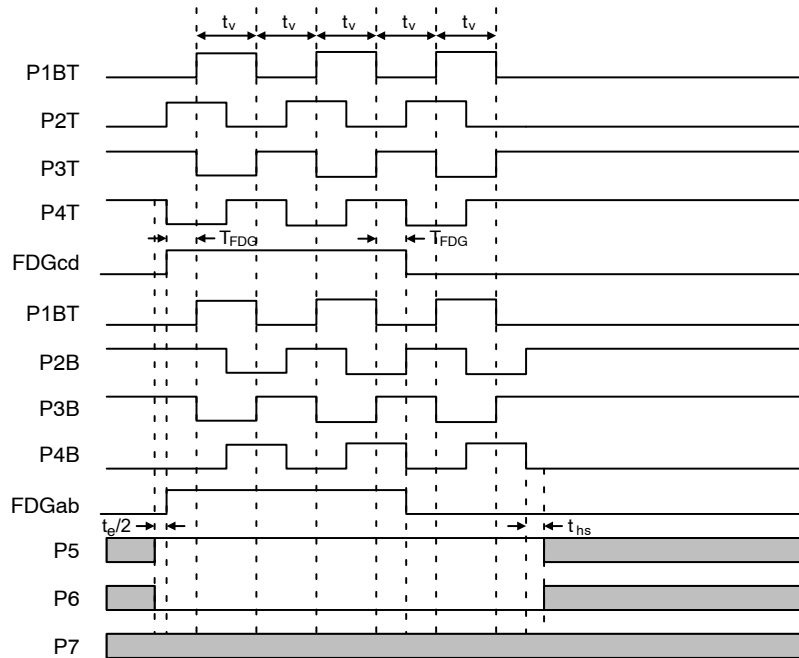 tv tv tv tv tv
P1BT
P2T
P3T
P4T
TFDG TFDG
FDGcd
P1BT
P2B
P3B
P4B
FDGab
te/2 ths
P5
P6
P7